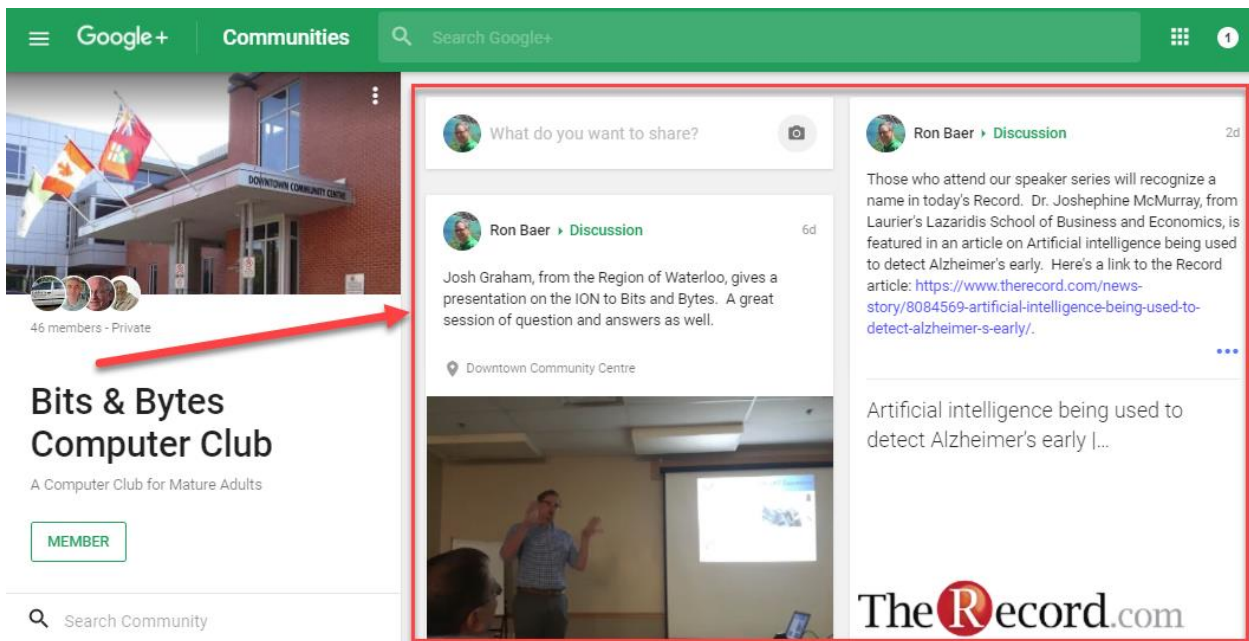 Google+
Communities
Search Google+
1
DOWNTOWN COMMUNITY CENTRE
46 members - Private
Bits & Bytes
Computer Club
A Computer Club for Mature Adults
MEMBER
Search Community
What do you want to share?
Ron Baer ▸ Discussion
6d
Josh Graham, from the Region of Waterloo, gives a
presentation on the ION to Bits and Bytes. A great
session of question and answers as well.
Downtown Community Centre
Ron Baer ▸ Discussion
2d
Those who attend our speaker series will recognize a
name in today's Record. Dr. Joshephine McMurray, from
Laurier's Lazaridis School of Business and Economics, is
featured in an article on Artificial intelligence being used
to detect Alzheimer's early. Here's a link to the Record
article: https://www.therecord.com/news-
story/8084569-artificial-intelligence-being-used-to-
detect-alzheimer-s-early/.
Artificial intelligence being used to
detect Alzheimer's early |...
TheRecord.com